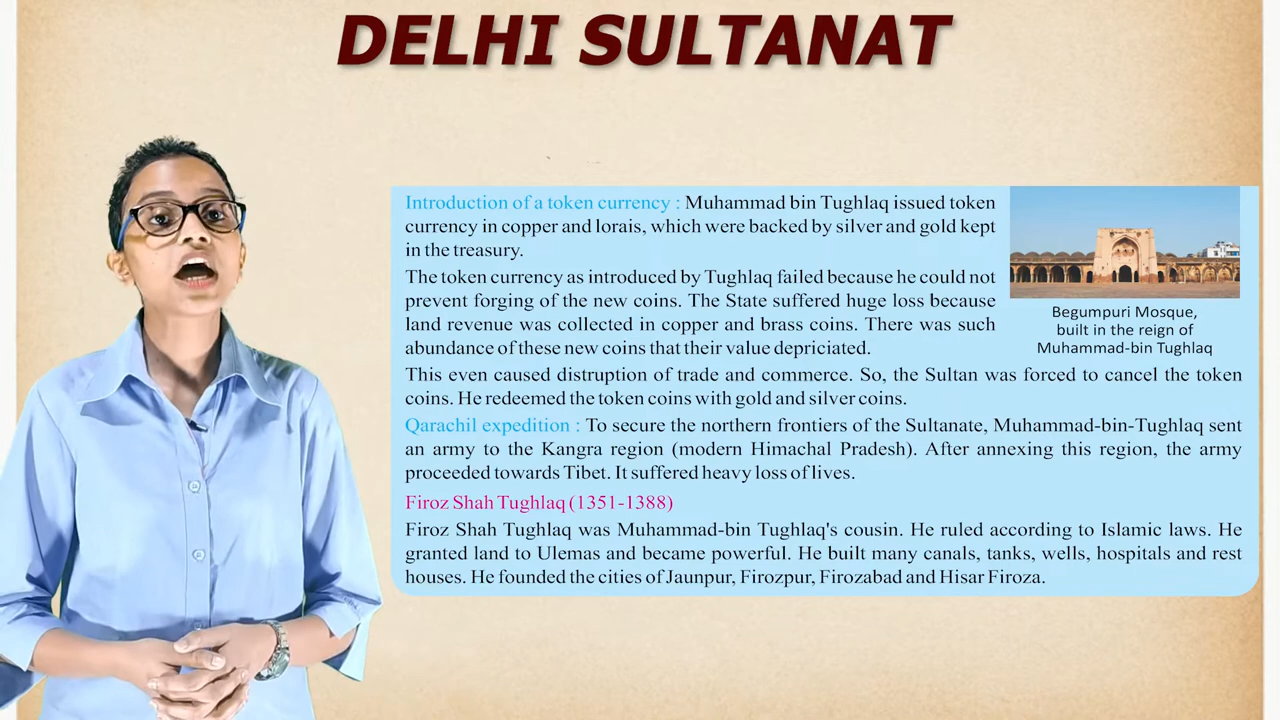 DELHI SULTANAT
Introduction of a token currency : Muhammad bin Tughlaq issued token
currency in copper and lorais, which were backed by silver and gold kept
in the treasury.
The token currency as introduced by Tughlaq failed because he could not
prevent forging of the new coins. The State suffered huge loss because
land revenue was collected in copper and brass coins. There was such
abundance of these new coins that their value depriciated.
Begumpuri Mosque,
built in the reign of
Muhammad-bin Tughlaq
This even caused distruption of trade and commerce. So, the Sultan was forced to cancel the token
coins. He redeemed the token coins with gold and silver coins.
Qarachil expedition : To secure the northern frontiers of the Sultanate, Muhammad-bin-Tughlaq sent
an army to the Kangra region (modern Himachal Pradesh). After annexing this region, the army
proceeded towards Tibet. It suffered heavy loss of lives.
Firoz Shah Tughlaq (1351-1388)
Firoz Shah Tughlaq was Muhammad-bin Tughlaq's cousin. He ruled according to Islamic laws. He
granted land to Ulemas and became powerful. He built many canals, tanks, wells, hospitals and rest
houses. He founded the cities of Jaunpur, Firozpur, Firozabad and Hisar Firoza.